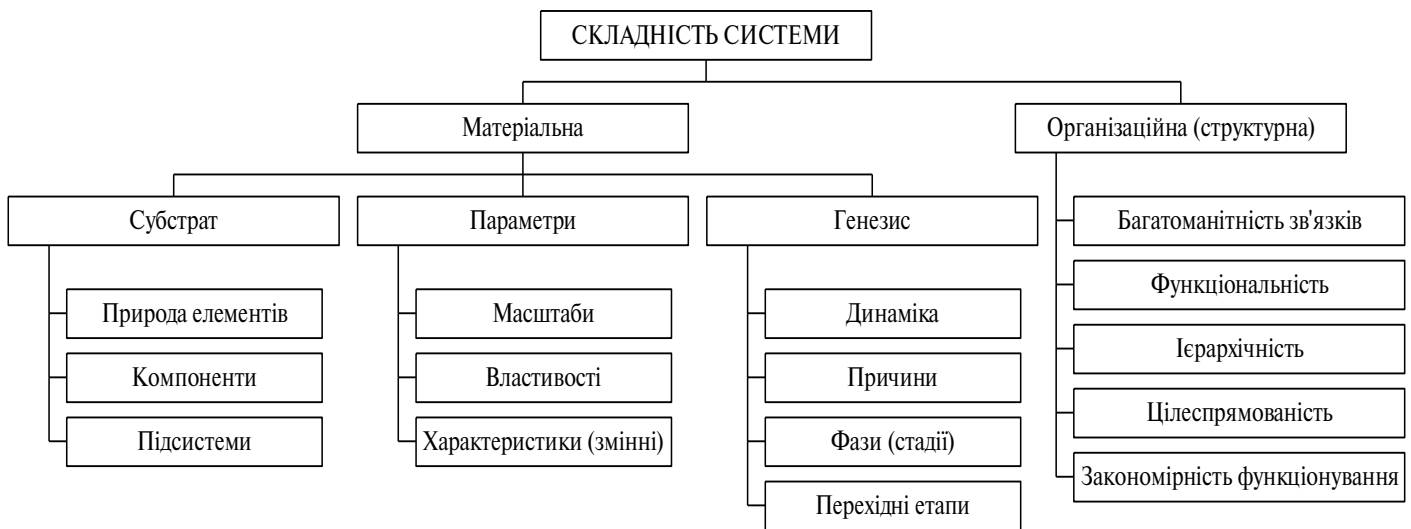 СКЛАДНІСТЬ СИСТЕМИ
Матеріальна
Організаційна (структурна)
Субстрат
Параметри
Генезис
Природа елементів
Компоненти
Підсистеми
Масштаби
Властивості
Характеристики (змінні)
Динаміка
Причини
Фази (стадії)
Перехідні етапи
Багатоманітність зв'язків
Функціональність
Ієрархічність
Цілеспрямованість
Закономірність функціонування